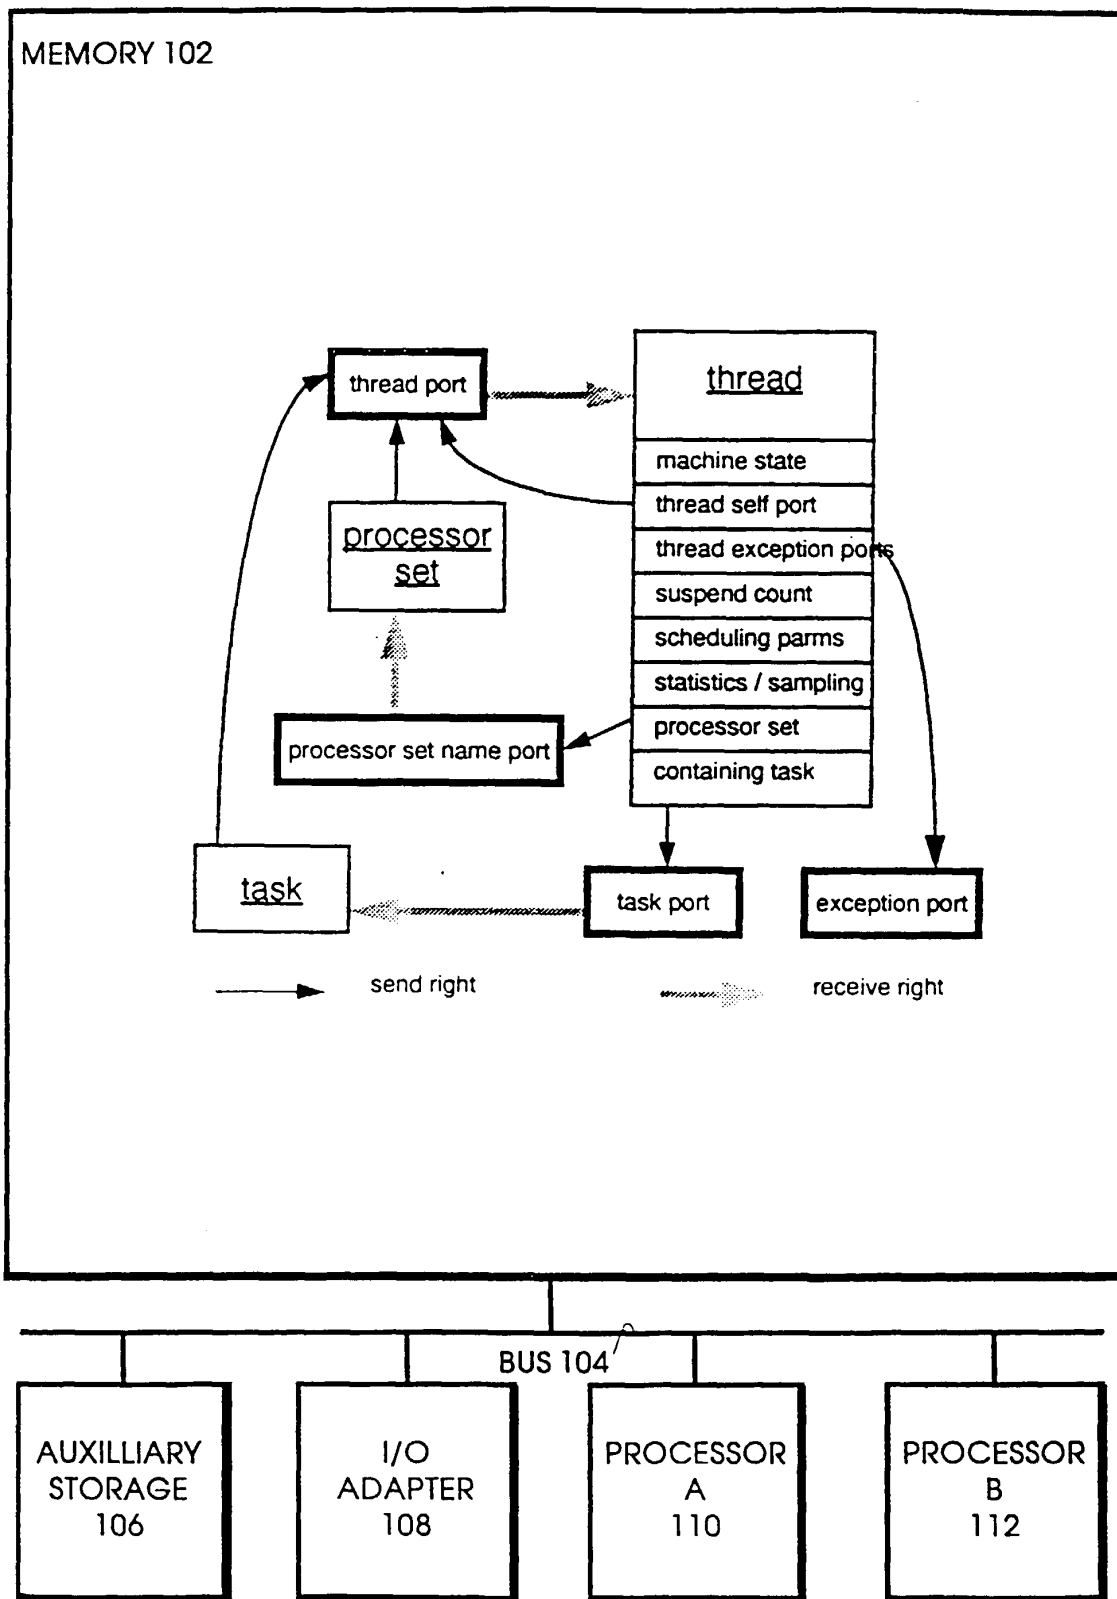 MEMORY 102
thread port
thread
machine state
thread self port
thread exception ports
suspend count
scheduling parms
statistics / sampling
processor set
containing task
processor
set
processor set name port
task
task port
exception port
send right
receive right
BUS 104
AUXILLIARY
STORAGE
106
I/O
ADAPTER
108
PROCESSOR
A
110
PROCESSOR
B
112